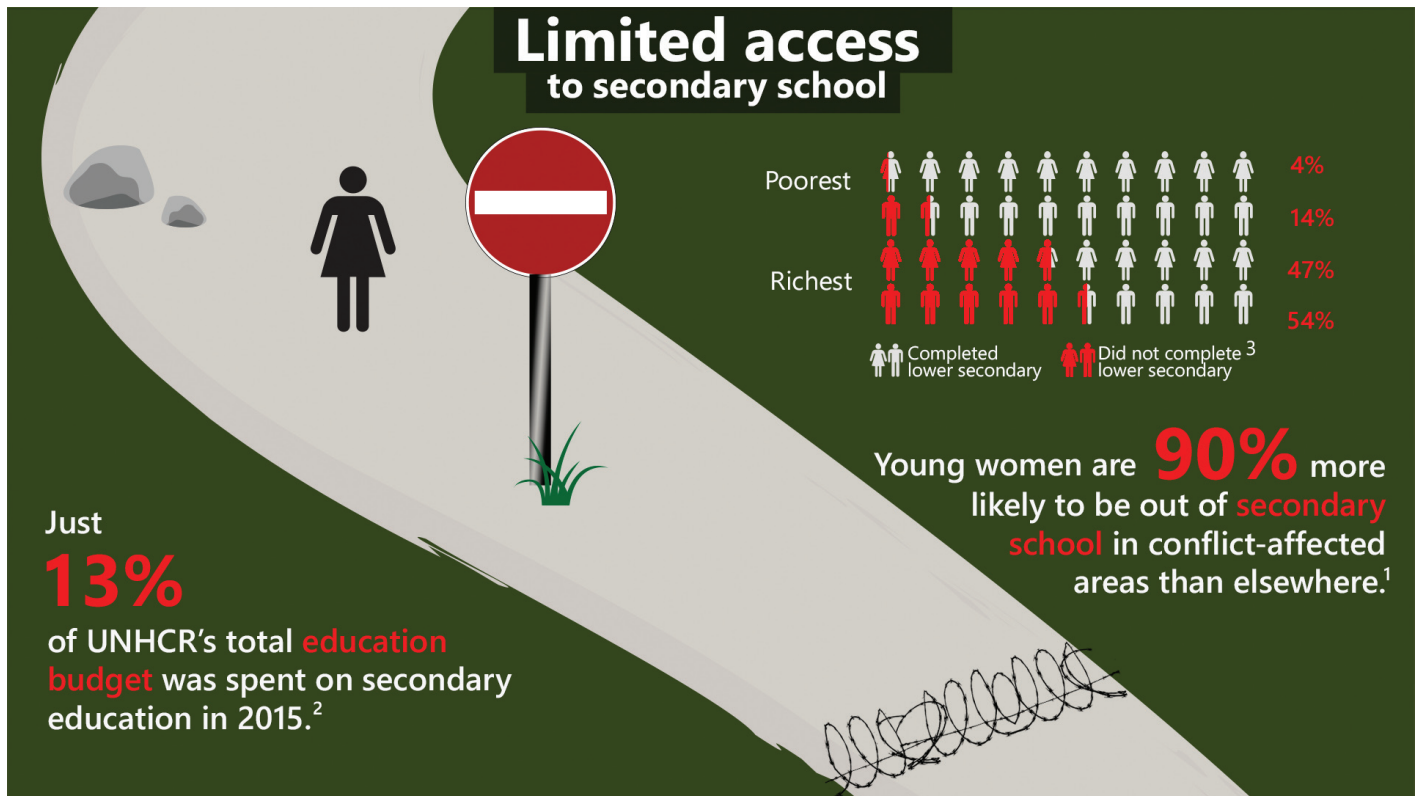 Limited access
to secondary school
Poorest
4%
14%
Richest
47%
54%
Completed
lower secondary
Did not complete 3
lower secondary
Young women are 90% more
likely to be out of secondary
school in conflict-affected
areas than elsewhere.1
Just
13%
of UNHCR's total education
budget was spent on secondary
education in 2015.2